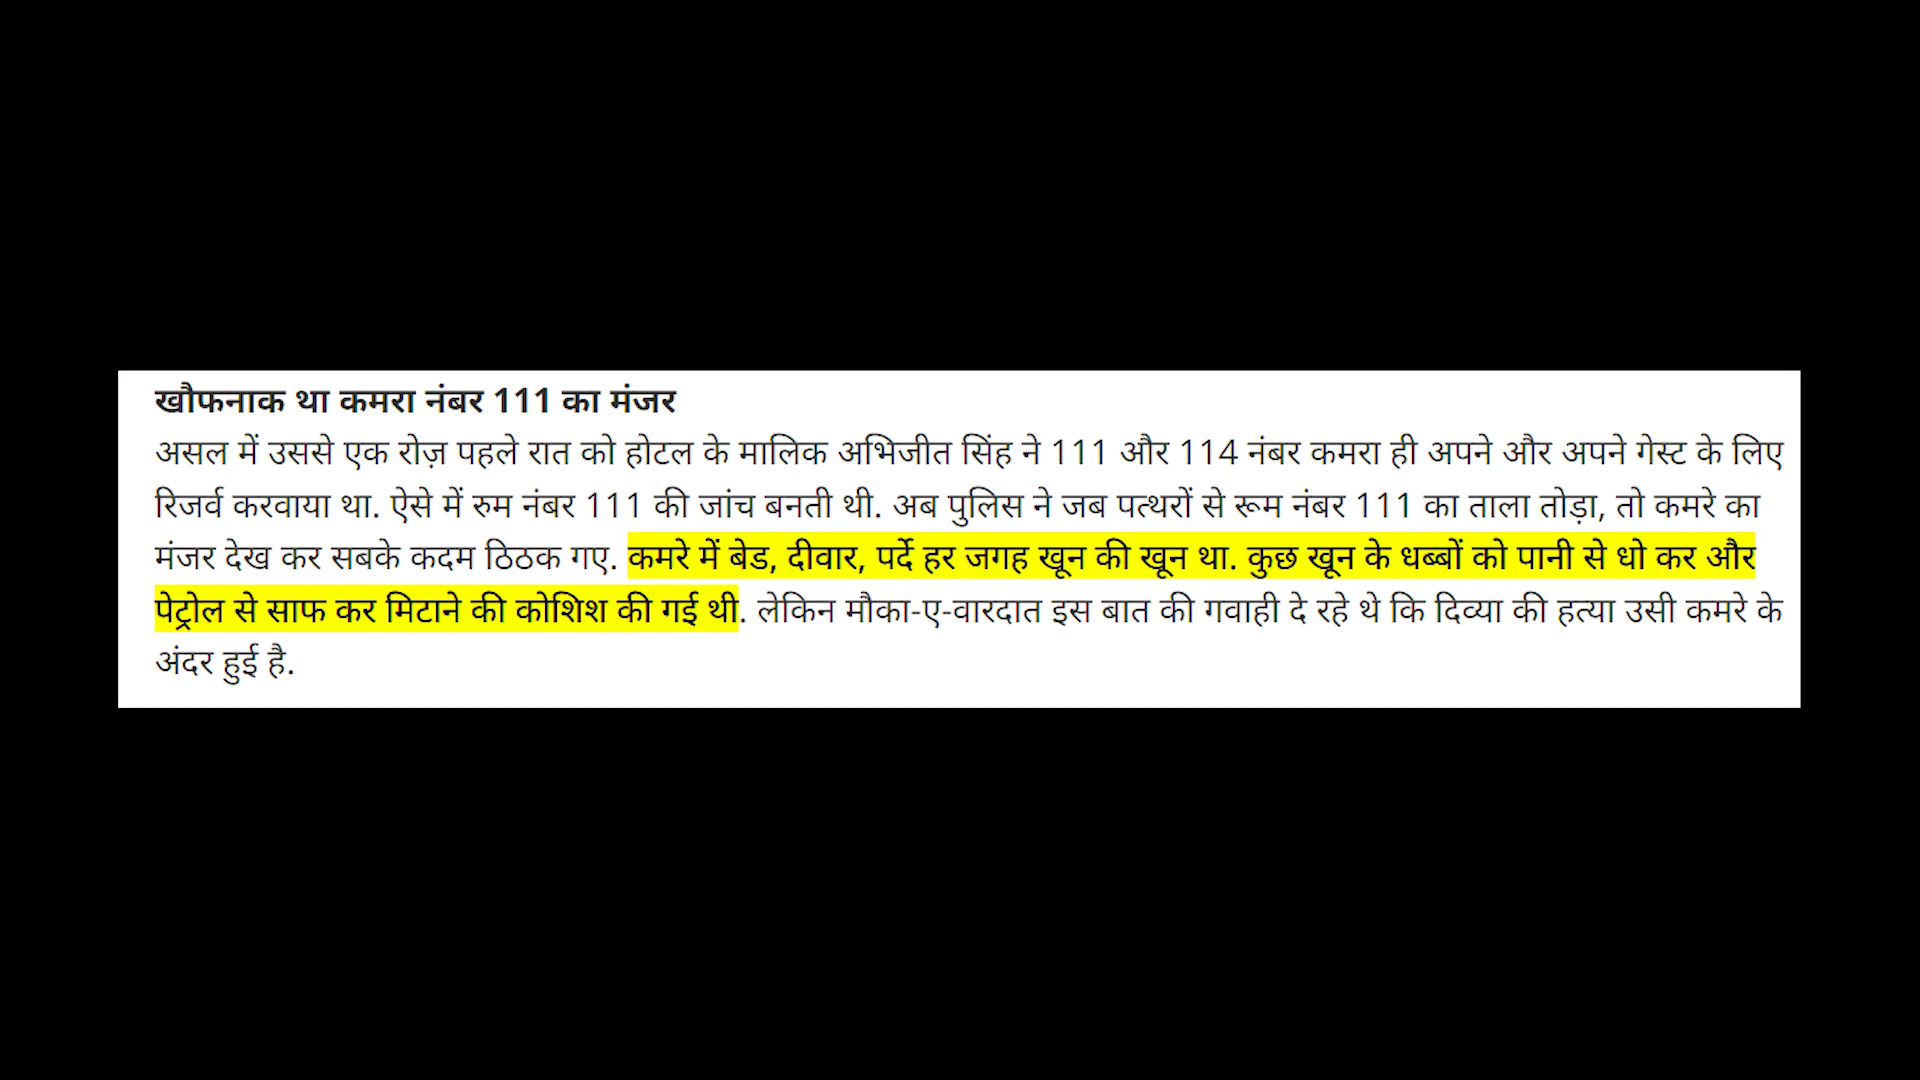 खौफनाक था कमरा नंबर 111 का मंजर
असल में उससे एक रोज़ पहले रात को होटल के मालिक अभिजीत सिंह ने 111 और 114 नंबर कमरा ही अपने और अपने गेस्ट के लिए
रिजर्व करवाया था. ऐसे में रुम नंबर 111 की जांच बनती थी. अब पुलिस ने जब पत्थरों से रूम नंबर 111 का ताला तोड़ा, तो कमरे का
मंजर देख कर सबके कदम ठिठक गए. कमरे में बेड, दीवार, पर्दे हर जगह खून की खून था. कुछ खून के धब्बों को पानी से धो कर और
पेट्रोल से साफ कर मिटाने की कोशिश की गई थी. लेकिन मौका-ए-वारदात इस बात की गवाही दे रहे थे कि दिव्या की हत्या उसी कमरे के
अंदर हुई है.